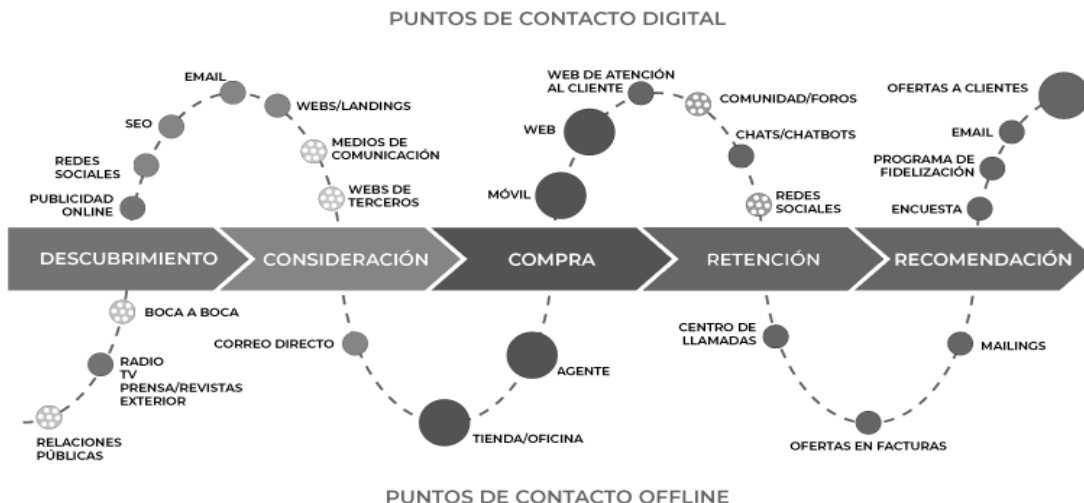 PUNTOS DE CONTACTO DIGITAL
EMAIL
WEBS/LANDINGS
SEO
MEDIOS DE
COMUNICACIÓN
REDES
SOCIALES
WEBS DE
TERCEROS
PUBLICIDAD
ONLINE
WEB DE ATENCIÓN
AL CLIENTE
COMUNIDAD/FOROS
WEB
CHATS/CHATBOTS
MÓVIL
REDES
SOCIALES
OFERTAS A CLIENTES
EMAIL
PROGRAMA DE
FIDELIZACIÓN
ENCUESTA
DESCUBRIMIENTO
CONSIDERACIÓN
COMPRA
RETENCIÓN
RECOMENDACIÓN
BOCA A BOCA
RADIO
TV
PRENSA/REVISTAS
EXTERIOR
RELACIONES
PÚBLICAS
CORREO DIRECTO
TIENDA/OFICINA
AGENTE
CENTRO DE
LLAMADAS
OFERTAS EN FACTURAS
MAILINGS
PUNTOS DE CONTACTO OFFLINE